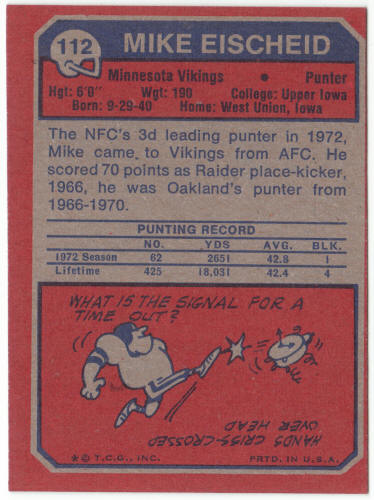 112 MIKE EISCHEID
Minnesota Vikings • Punter
Hgt: 6'0" Wgt: 190 College: Upper Iowa
Born: 9-29-40 Home: West Union, Iowa
The NFC's 3d leading punter in 1972,
Mike came to Vikings from AFC. He
scored 70 points as Raider place-kicker,
1966, he was Oakland's punter from
1966-1970.
PUNTING RECORD
NO. YDS AVG. BLK.
1972 Season 62 2651 42.8 1
Lifetime 425 18,031 42.4 4
WHAT IS THE SIGNAL FOR A
TIME OUT?
HANDS CRISS-CROSSED
OVER HEAD
* © T.C.G., INC. PRTD. IN U.S.A.